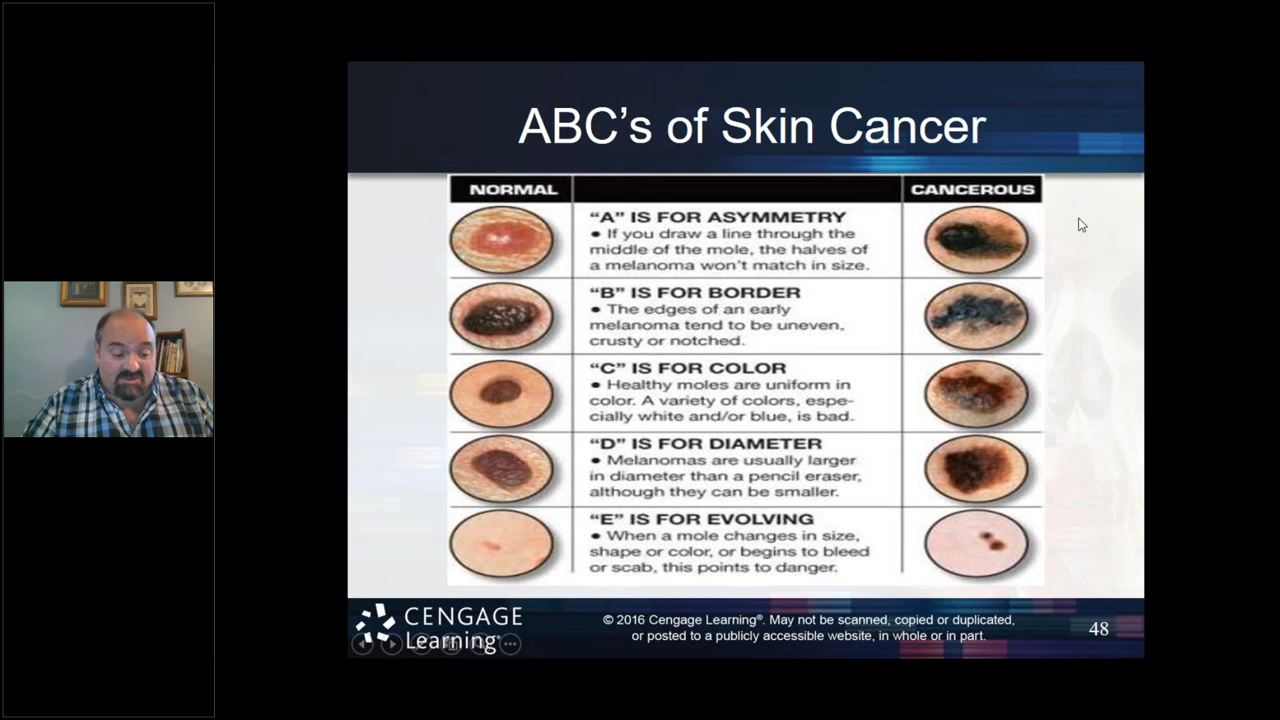 ABC’s of Skin Cancer
NORMAL
CANCEROUS
“A” IS FOR ASYMMETRY
● If you draw a line through the
middle of the mole, the halves of
a melanoma won’t match in size.
“B” IS FOR BORDER
● The edges of an early
melanoma tend to be uneven,
crusty or notched.
“C” IS FOR COLOR
● Healthy moles are uniform in
color. A variety of colors, espe-
cially white and/or blue, is bad.
“D” IS FOR DIAMETER
● Melanomas are usually larger
in diameter than a pencil eraser,
although they can be smaller.
“E” IS FOR EVOLVING
● When a mole changes in size,
shape or color, or begins to bleed
or scab, this points to danger.
CENGAGE
Learning®
© 2016 Cengage Learning®. May not be scanned, copied or duplicated,
or posted to a publicly accessible website, in whole or in part.
48